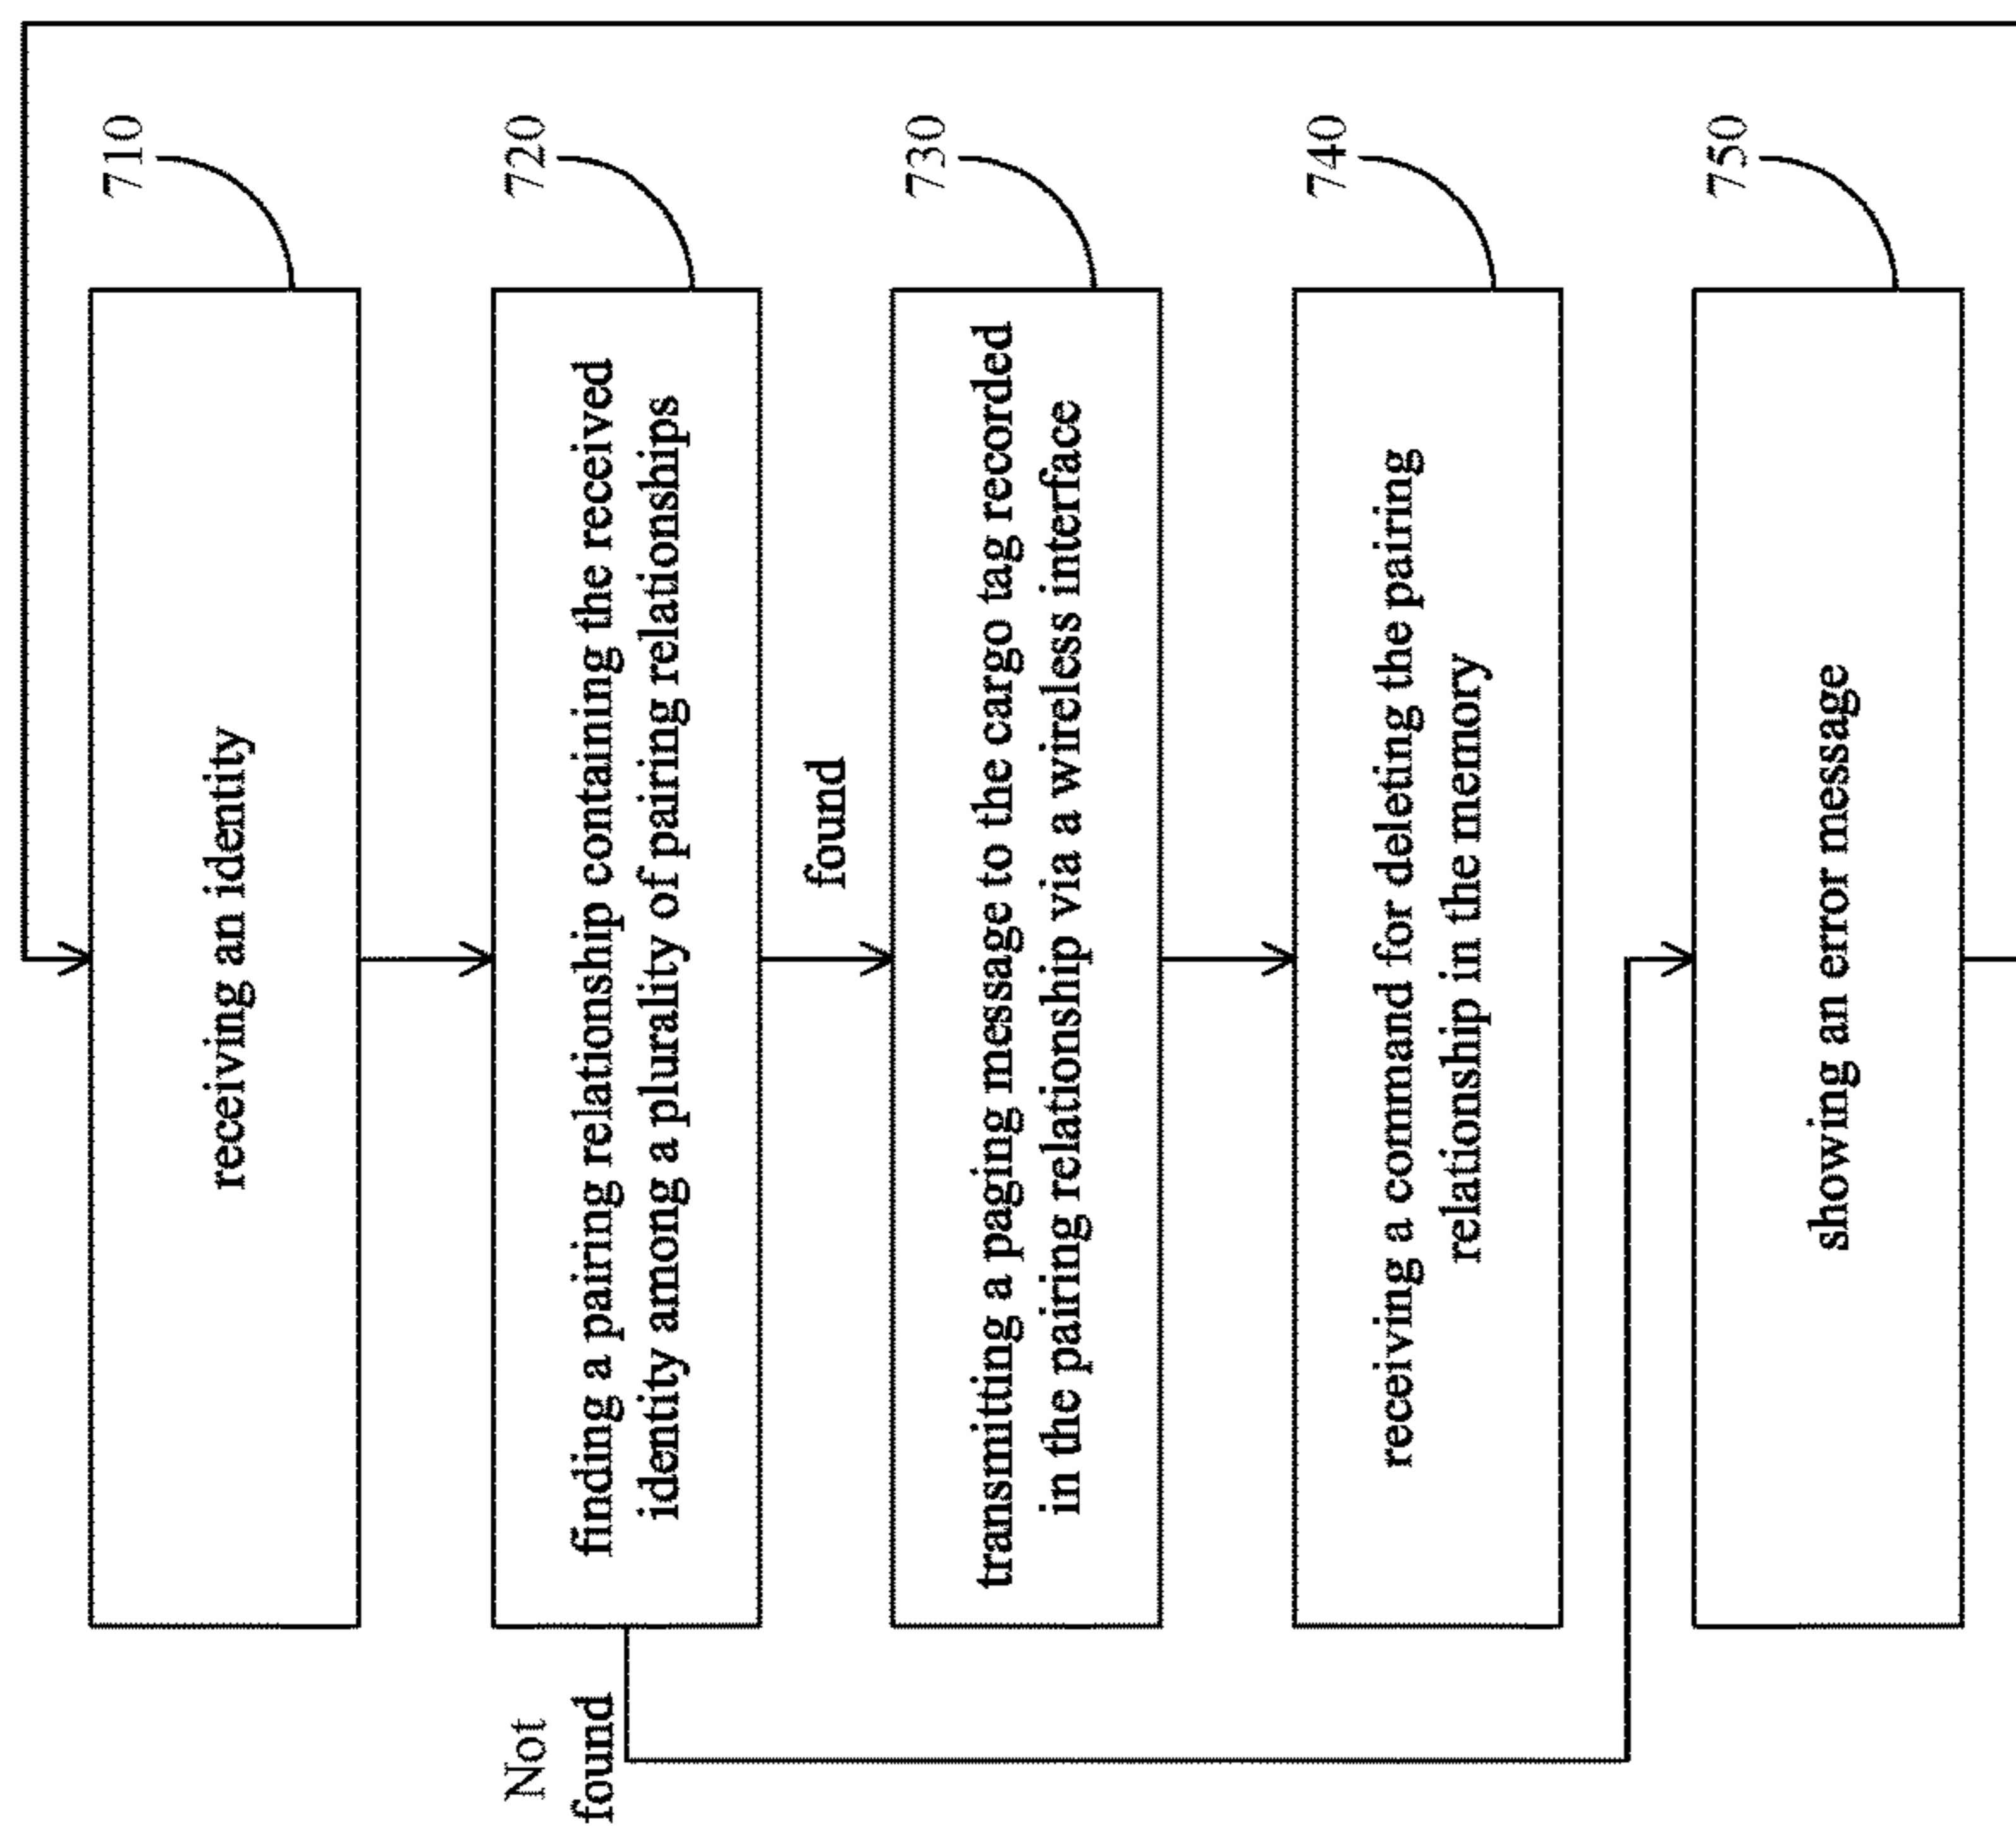 710
receiving an identity
720
finding a pairing relationship containing the received
identity among a plurality of pairing relationships
Not
found
found
730
transmitting a paging message to the cargo tag recorded
in the pairing relationship via a wireless interface
740
receiving a command for deleting the pairing
relationship in the memory
750
showing an error message